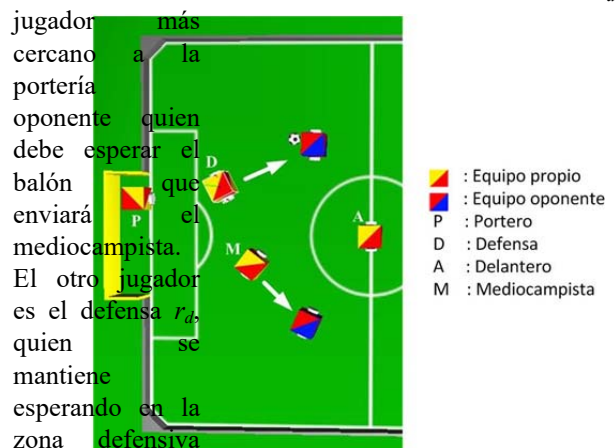 jugador más
cercano a la
portería
oponente quien
debe esperar el
balón que
enviará el
mediocampista.
El otro jugador
es el defensa r_d,
quien se
mantiene
esperando en la
zona defensiva
D
P
M
A
: Equipo propio
: Equipo oponente
P : Portero
D : Defensa
A : Delantero
M : Mediocampista